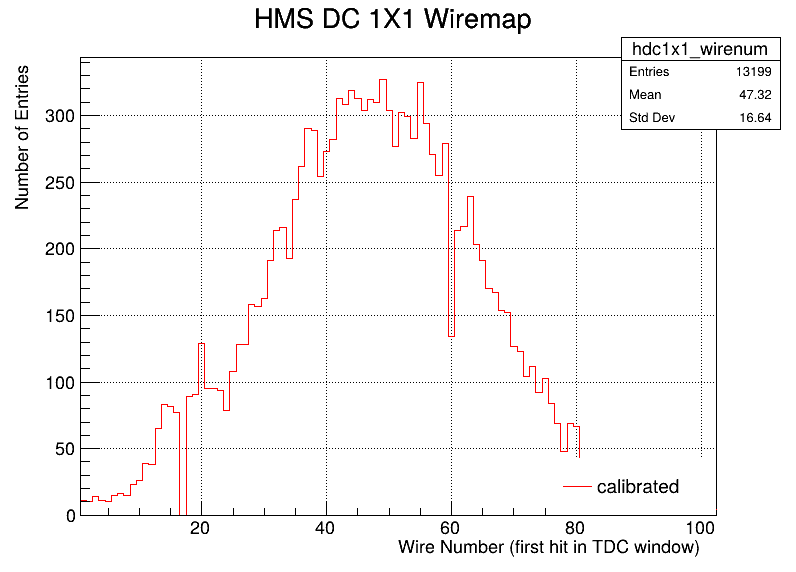 HMS DC 1X1 Wiremap
hdc1x1_wirenum
Entries 13199
Mean 47.32
Std Dev 16.64
Number of Entries
300
250
200
150
100
50
0
calibrated
20 40 60 80 100
Wire Number (first hit in TDC window)